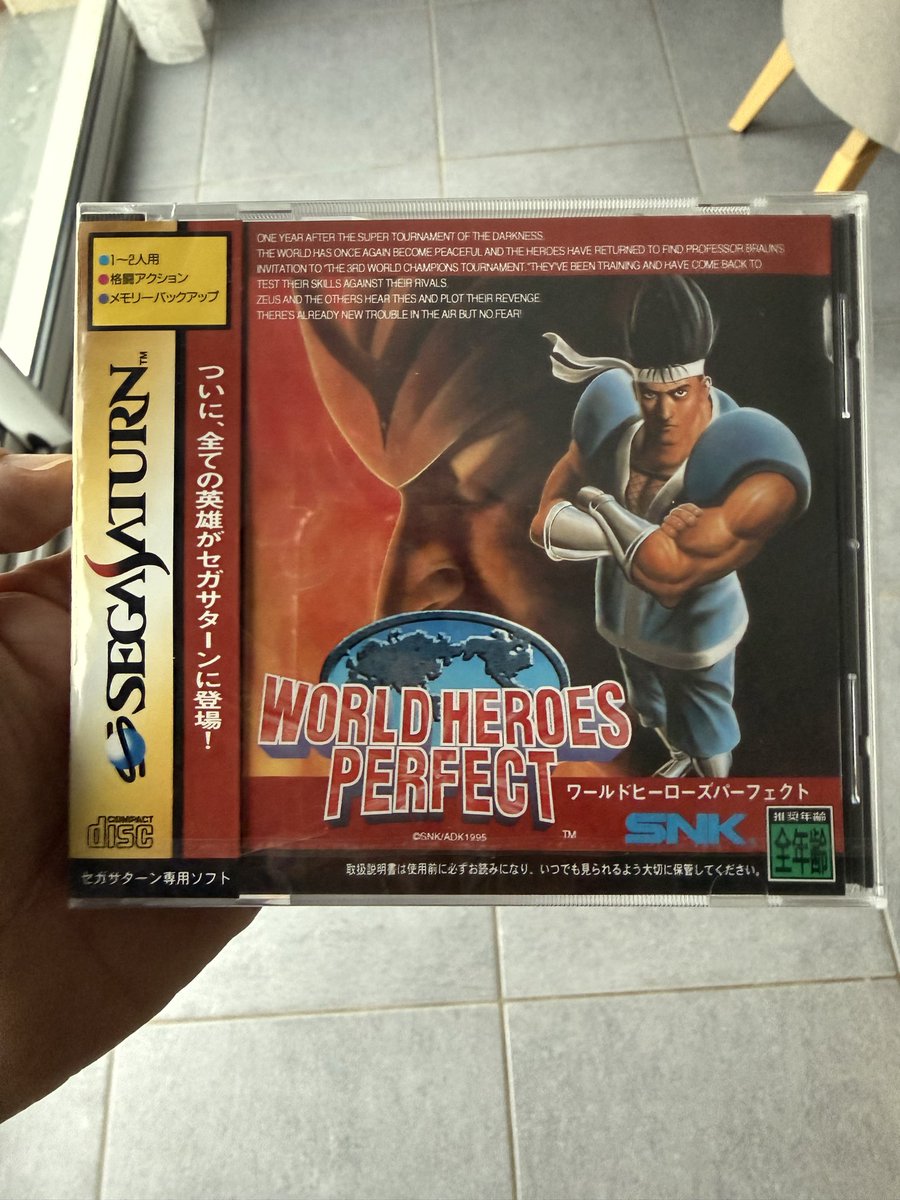 1～2人用
格闘アクション
メモリーバックアップ
SEGA SATURN™
COMPACT
disc
セガサターン専用ソフト
ついに、全ての英雄がセガサターンに登場!
ONE YEAR AFTER THE SUPER TOURNAMENT OF THE DARKNESS.
THE WORLD HAS ONCE AGAIN BECOME PEACEFUL AND THE HEROES HAVE RETURNED TO FIND PROFESSOR BRAUN'S
INVITATION TO "THE 3RD WORLD CHAMPIONS TOURNAMENT." THEY'VE BEEN TRAINING AND HAVE COME BACK TO
TEST THEIR SKILLS AGAINST THEIR RIVALS.
ZEUS AND THE OTHERS HEAR THES AND PLOT THEIR REVENGE.
THERE'S ALREADY NEW TROUBLE IN THE AIR BUT NO FEAR!
WORLD HEROES
PERFECT
TM
ワールドヒーローズパーフェクト
©SNK/ADK 1995
SNK
推奨年齢
全年齢
取扱説明書は使用前に必ずお読みになり、いつでも見られるよう大切に保管してください。